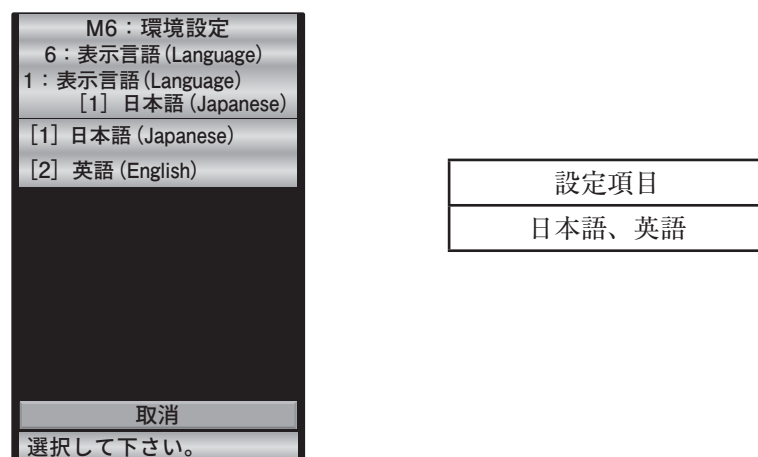 M6：環境設定
6：表示言語(Language)
1：表示言語(Language)
[1] 日本語(Japanese)
[1] 日本語(Japanese)
[2] 英語(English)
取消
選択して下さい。
設定項目
日本語、英語